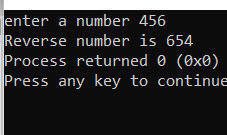 enter a number 456
Reverse number is 654
Process returned 0 (0x0)
Press any key to continue